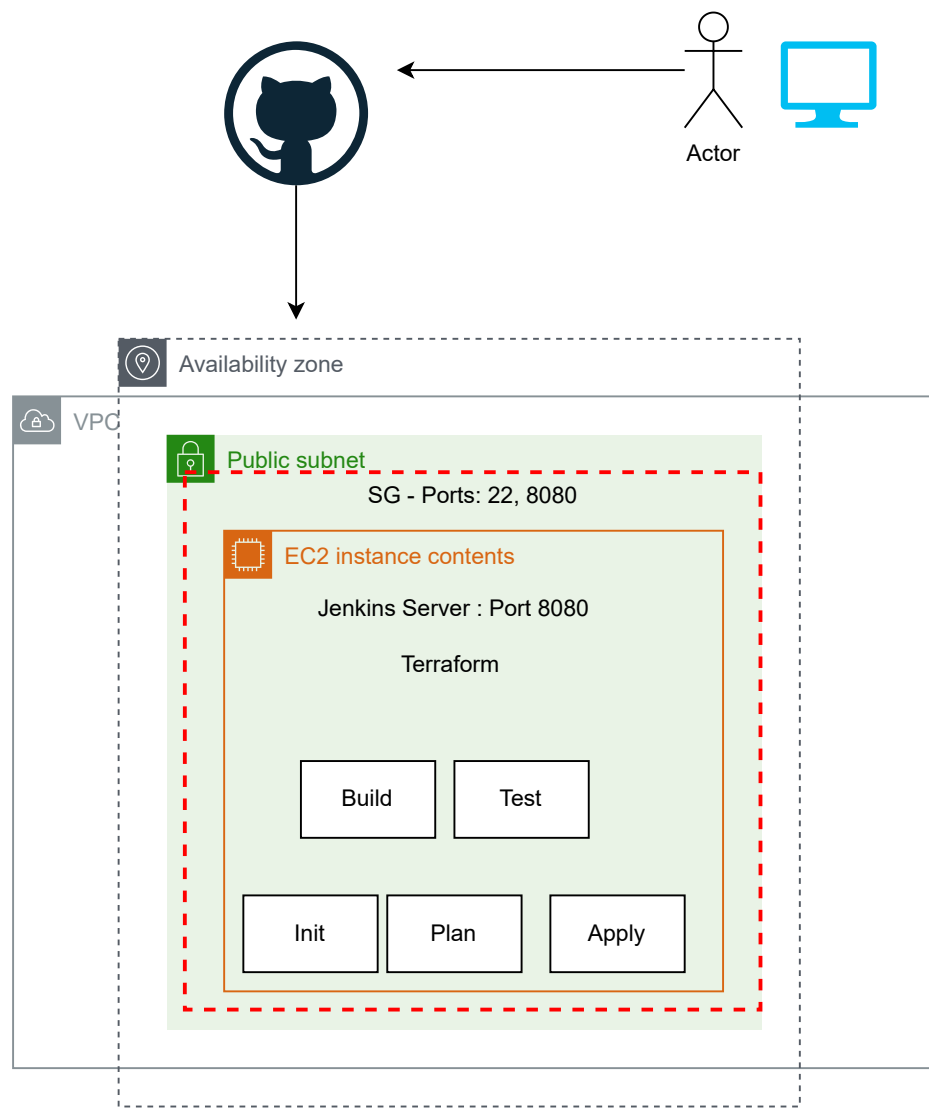 Actor
Availability zone
VPC
Public subnet
SG - Ports: 22, 8080
EC2 instance contents
Jenkins Server : Port 8080
Terraform
Build
Test
Init
Plan
Apply